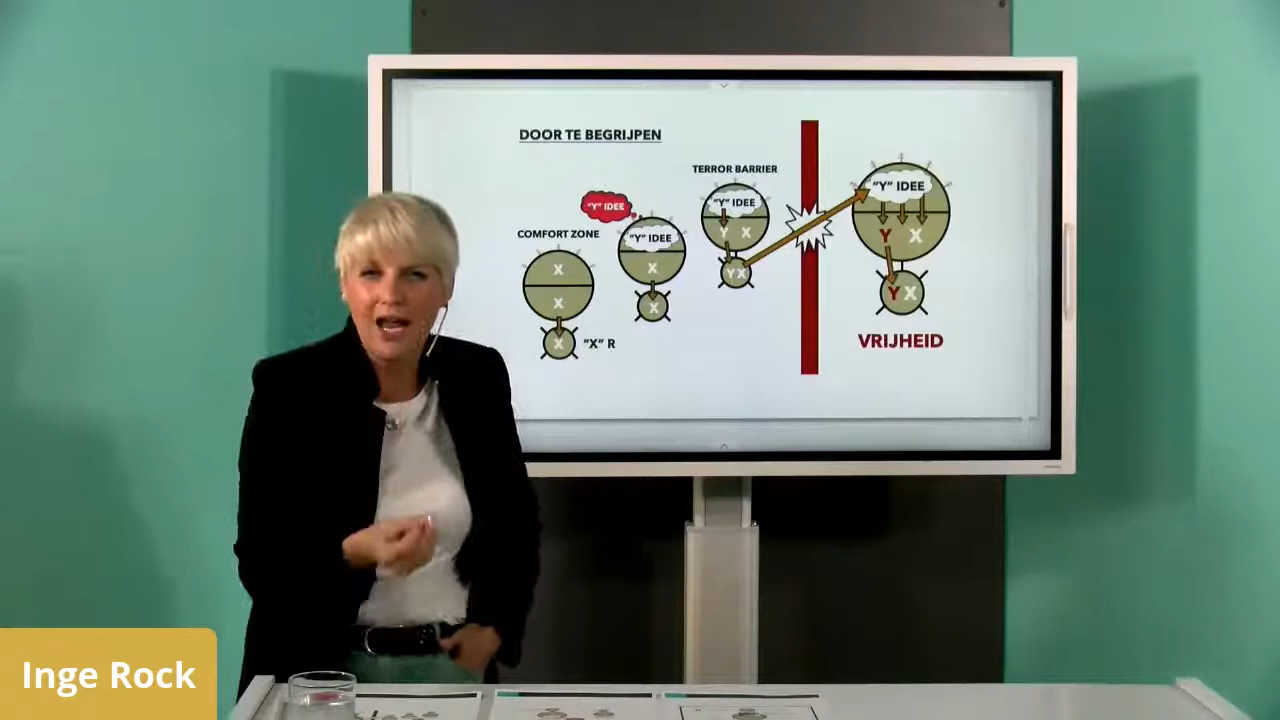 DOOR TE BEGRIJPEN
TERROR BARRIER
"Y" IDEE
"Y" IDEE
"Y" IDEE
"Y" IDEE
COMFORT ZONE
Y X
Y X
X
X
X
X
Y X
Y X
X "X" R
VRIJHEID
Inge Rock